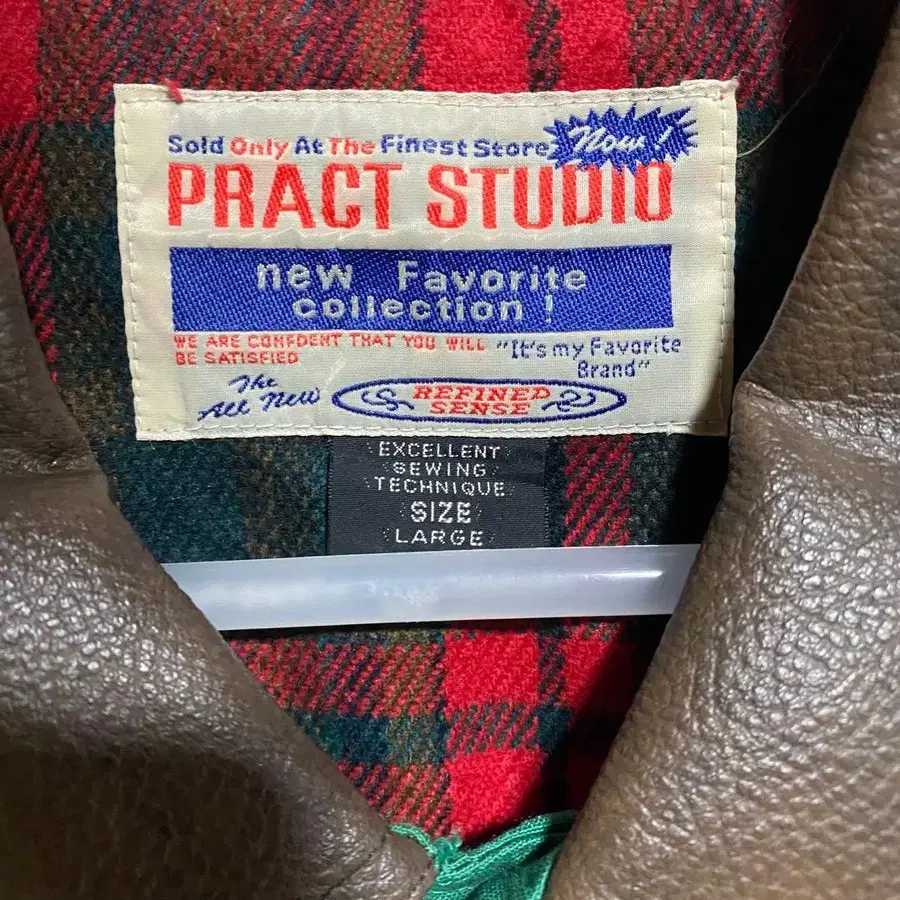 Sold Only At The Finest Store
Now!
PRACT STUDIO
new Favorite
collection!
WE ARE CONFDENT THAT YOU WILL
BE SATISFIED
"It's my Favorite
Brand"
The
All New
REFINED
SENSE
EXCELLENT
SEWING
TECHNIQUE
SIZE
LARGE